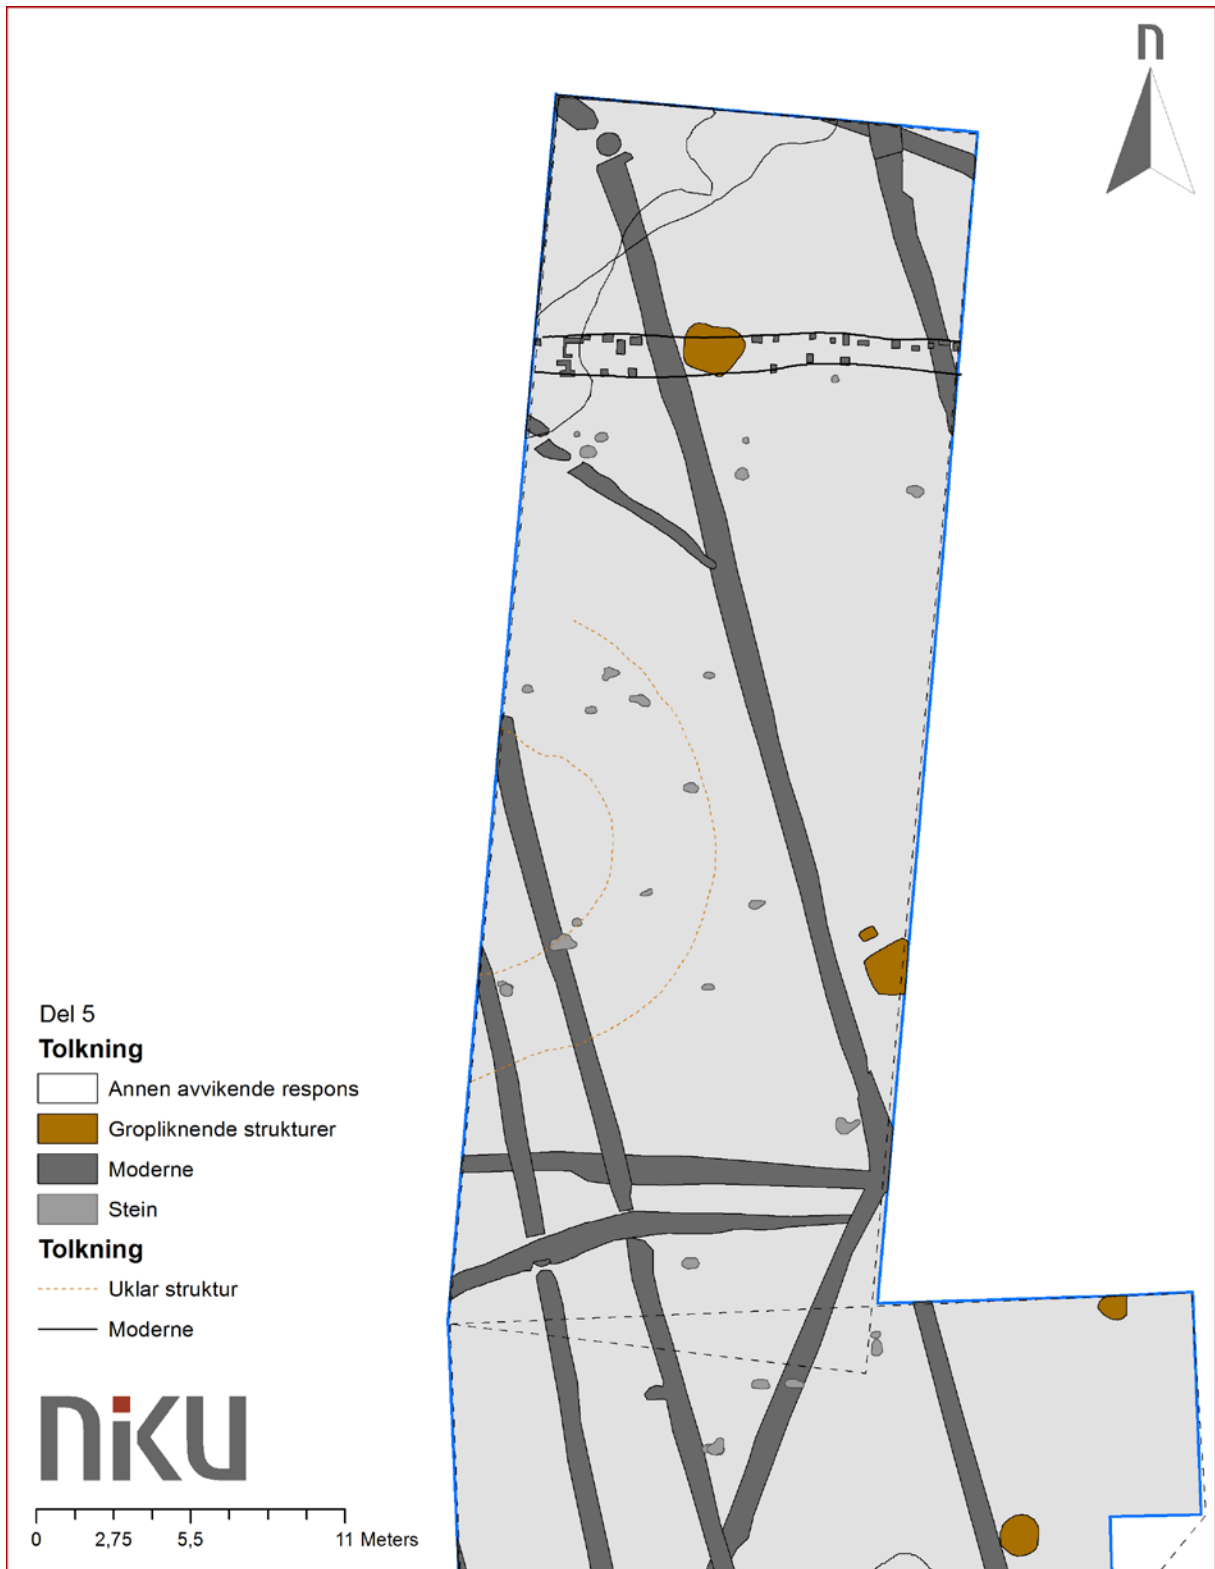 n
Del 5
Tolkning
Annen avvikende respons
Gropliknende strukturer
Moderne
Stein
Tolkning
Uklar struktur
Moderne
niku
0 2,75 5,5 11 Meters